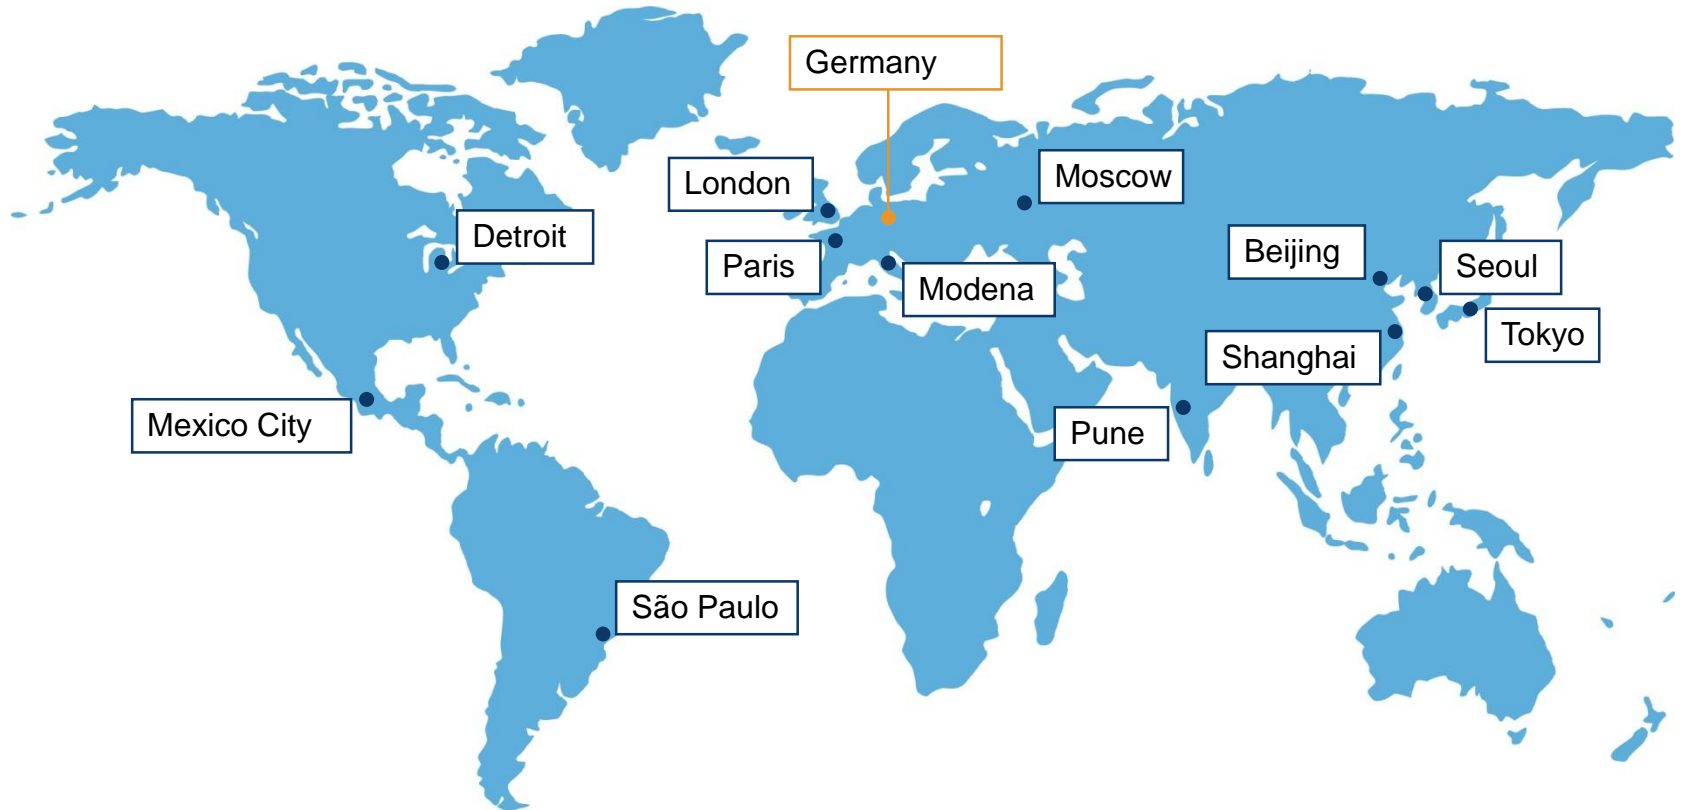 Germany
London
Moscow
Detroit
Paris
Beijing
Seoul
Modena
Tokyo
Shanghai
Mexico City
Pune
São Paulo